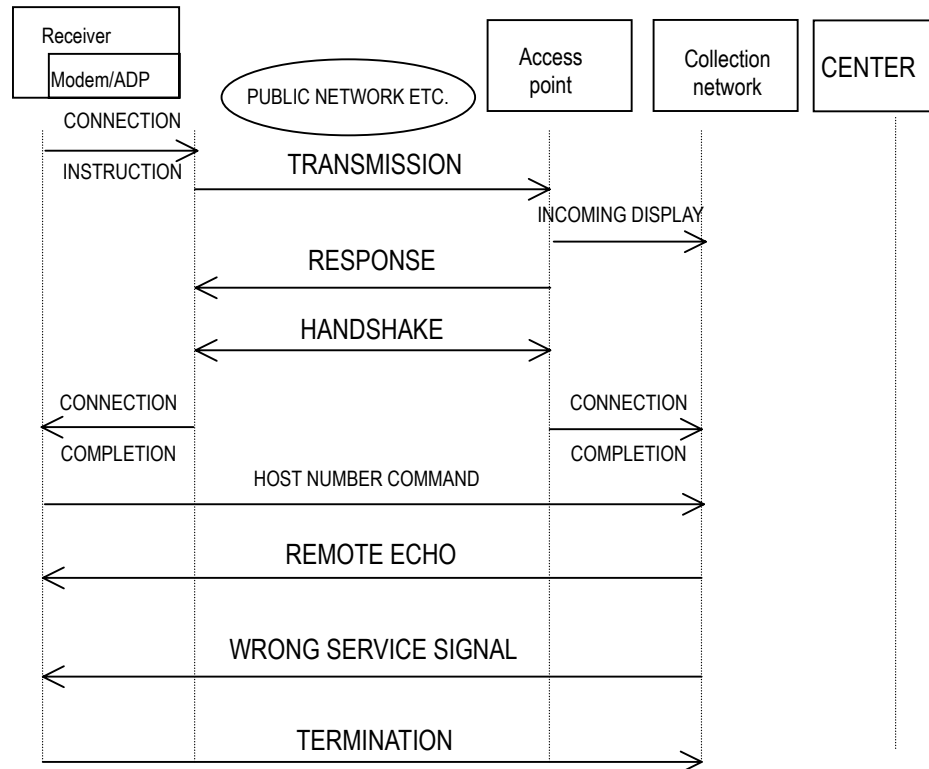 Receiver
Modem/ADP
PUBLIC NETWORK ETC.
Access
point
Collection
network
CENTER
CONNECTION
INSTRUCTION
TRANSMISSION
INCOMING DISPLAY
RESPONSE
HANDSHAKE
CONNECTION
COMPLETION
CONNECTION
COMPLETION
HOST NUMBER COMMAND
REMOTE ECHO
WRONG SERVICE SIGNAL
TERMINATION